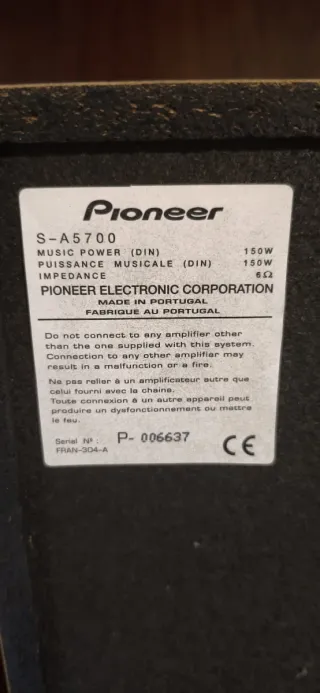 Pioneer
S-A5700
MUSIC POWER (DIN) 150W
PUISSANCE MUSICALE (DIN) 150W
IMPEDANCE 6Ω
PIONEER ELECTRONIC CORPORATION
MADE IN PORTUGAL
FABRIQUE AU PORTUGAL
Do not connect to any amplifier other
than the one supplied with this system.
Connection to any other amplifier may
result in a malfunction or a fire.
Ne pas relier à un amplificateur autre que
celui fourni avec la chaine.
Toute connexion à un autre appareil peut
produire un dysfonctionnement ou mettre
le feu.
Serial Nº : P- 006637
FRAN-304-A
CE